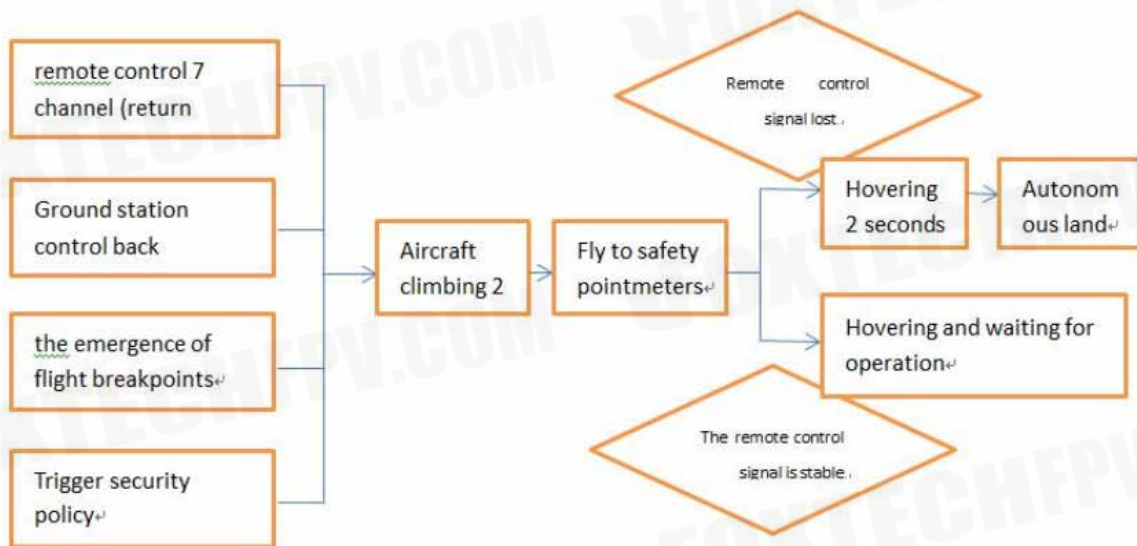 remote control 7
channel (return
Ground station
control back
the emergence of
flight breakpoints
Trigger security
policy
Aircraft
climbing 2
Fly to safety
pointmeters
Remote control
signal lost.
Hovering
2 seconds
Autonom
ous land
Hovering and waiting for
operation
The remote control
signal is stable.
FOXTECHFPV.COM